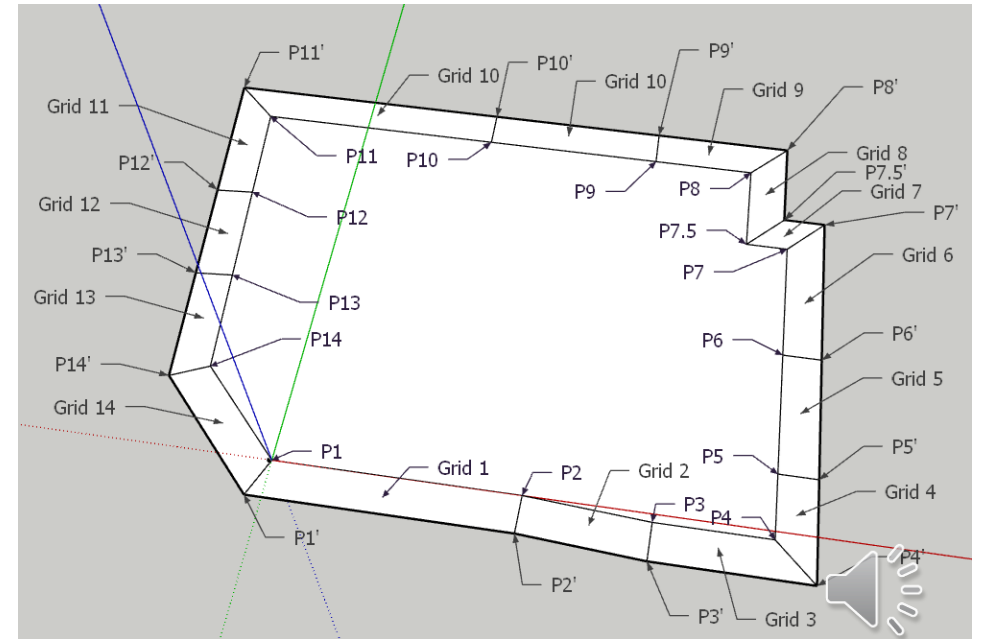 P11'
Grid 10
P10'
Grid 10
P9'
Grid 9
P8'
Grid 11
P12'
P11
P10
P9
P8
Grid 8
P7.5'
Grid 7
P7'
Grid 12
P12
P7.5
P13'
P7
Grid 6
Grid 13
P13
P14
P6
P6'
P14'
Grid 5
Grid 14
P1
Grid 1
P2
Grid 2
P5
P5'
P3
P4
Grid 4
P1'
P4'
P2'
P3'
Grid 3